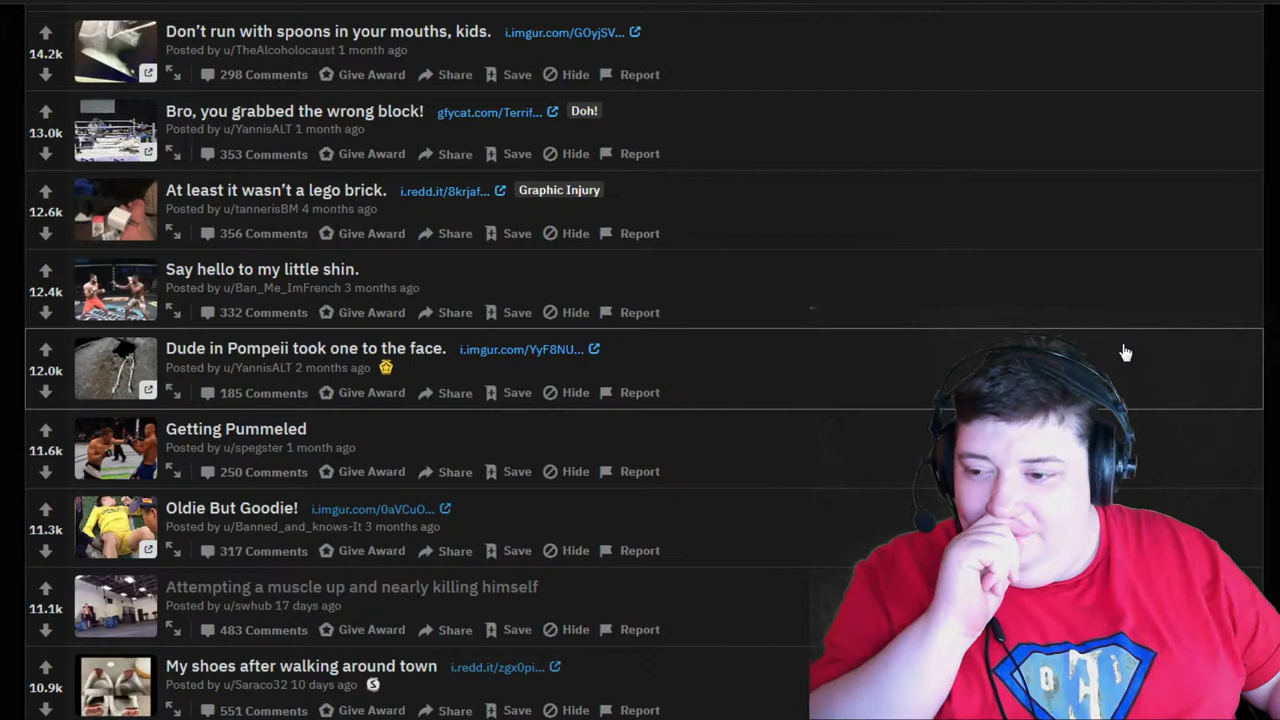 Don't run with spoons in your mouths, kids. i.imgur.com/GOyjSV...
14.2k
Posted by u/TheAlcoholocaust 1 month ago
298 Comments Give Award Share Save Hide Report
Bro, you grabbed the wrong block! gfycat.com/Terrif... Doh!
13.0k
Posted by u/YannisALT 1 month ago
353 Comments Give Award Share Save Hide Report
At least it wasn't a lego brick. i.redd.it/8krjaf... Graphic Injury
12.6k
Posted by u/tannerisBM 4 months ago
356 Comments Give Award Share Save Hide Report
Say hello to my little shin.
12.4k
Posted by u/Ban_Me_ImFrench 3 months ago
332 Comments Give Award Share Save Hide Report
Dude in Pompeii took one to the face. i.imgur.com/YyF8NU...
12.0k
Posted by u/YannisALT 2 months ago
185 Comments Give Award Share Save Hide Report
Getting Pummeled
11.6k
Posted by u/spegster 1 month ago
250 Comments Give Award Share Save Hide Report
Oldie But Goodie! i.imgur.com/0aVCuO...
11.3k
Posted by u/Banned_and_knows-It 3 months ago
317 Comments Give Award Share Save Hide Report
Attempting a muscle up and nearly killing himself
11.1k
Posted by u/swhub 17 days ago
483 Comments Give Award Share Save Hide Report
My shoes after walking around town i.redd.it/zgx0pi...
10.9k
Posted by u/Saraco32 10 days ago S
551 Comments Give Award Share Save Hide Report